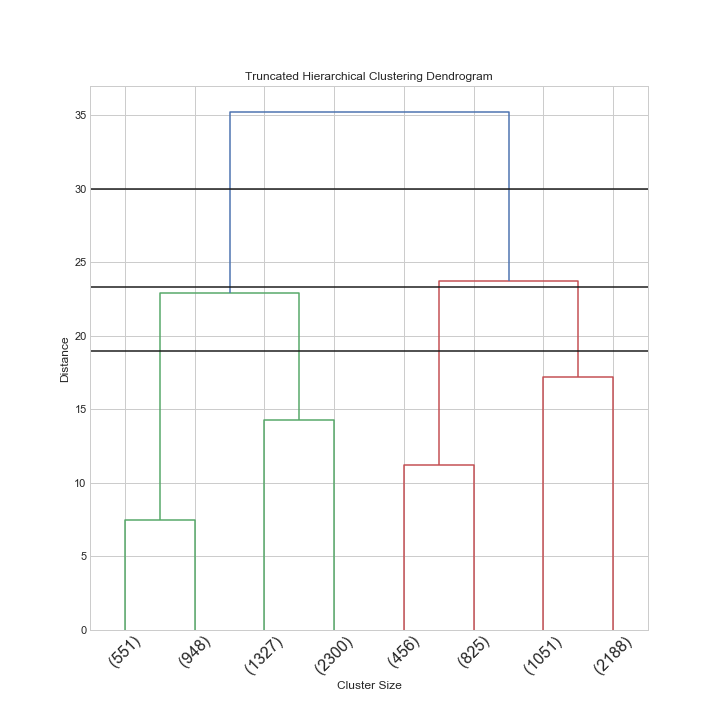 Truncated Hierarchical Clustering Dendrogram
35
30
25
20
15
10
5
0
Distance
(551) (948) (1327) (2300) (456) (825) (1051) (2188)
Cluster Size